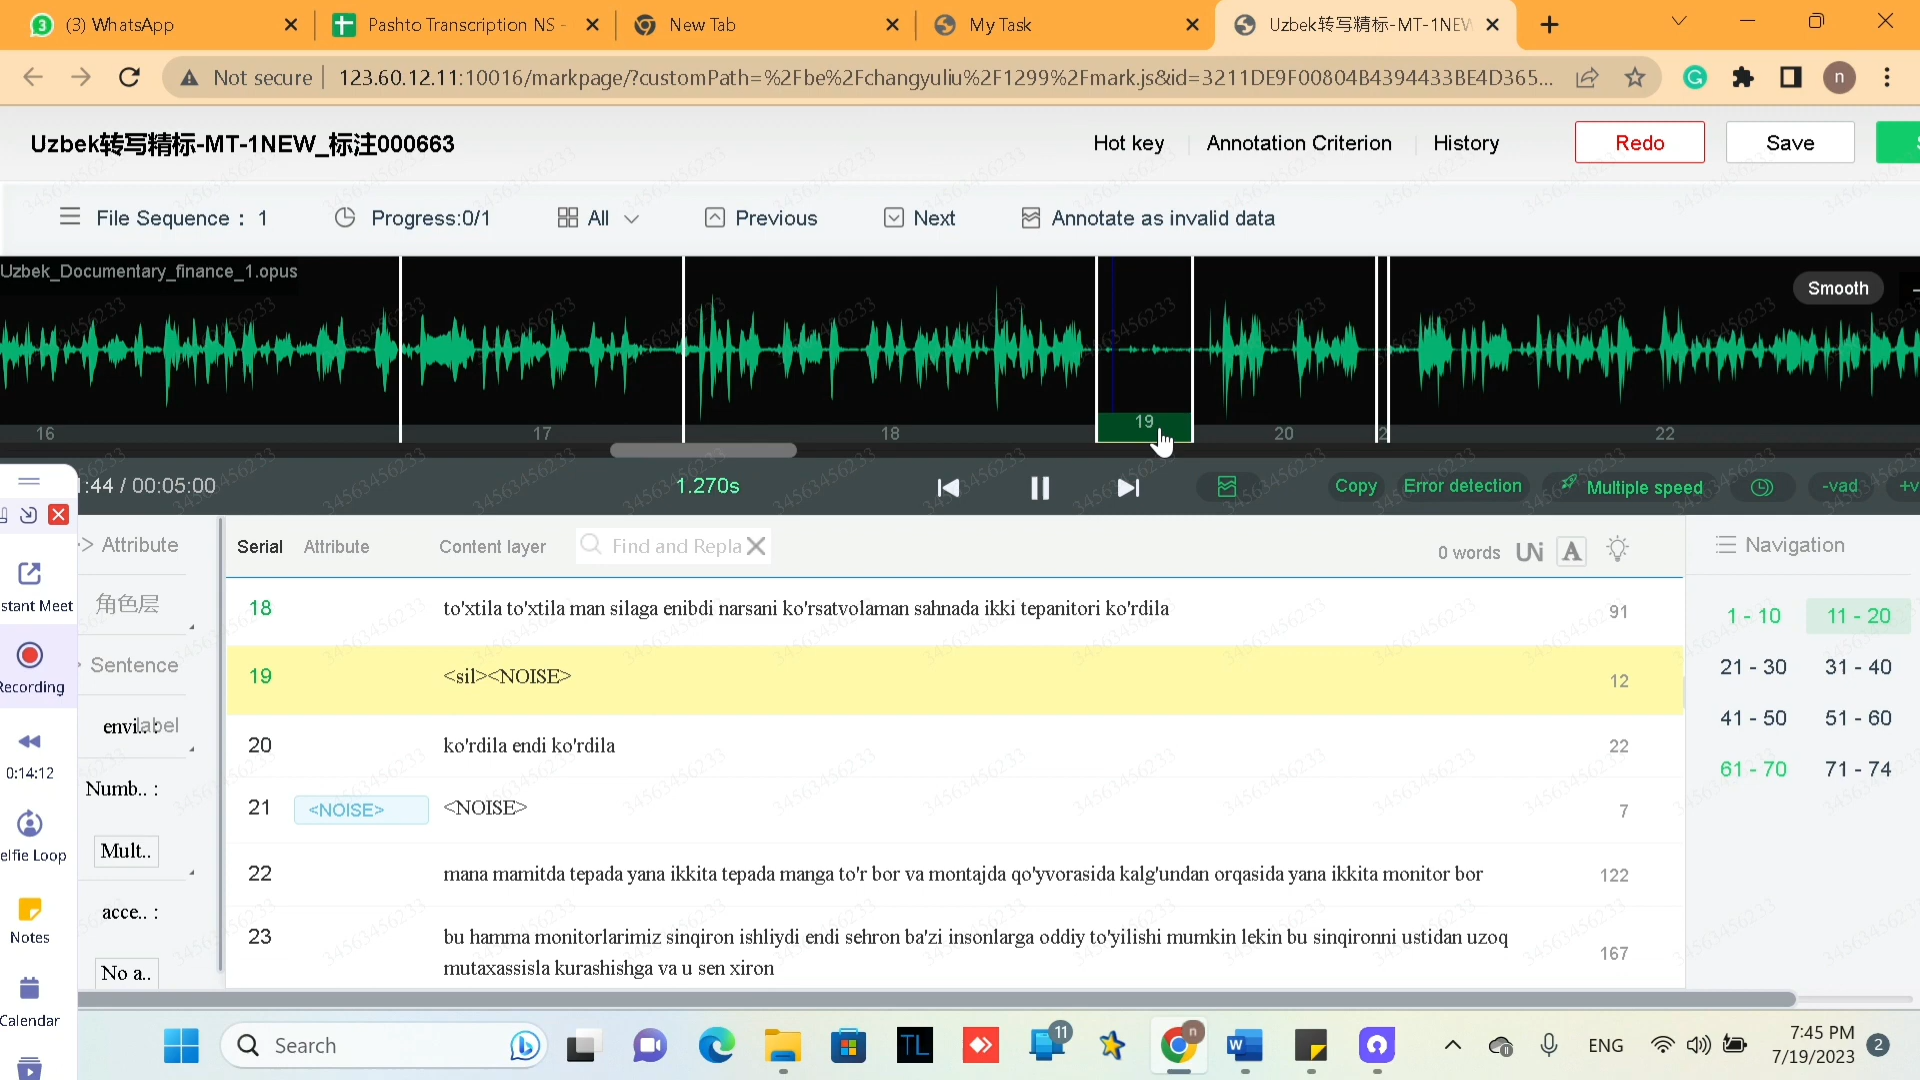 (3) WhatsApp
Pashto Transcription NS -
New Tab
My Task
Uzbek转写精标-MT-1NEW
Not secure
123.60.12.11:10016/markpage/?customPath=%2Fbe%2Fchangyuliu%2F1299%2Fmark.js&id=3211DE9F00804B4394433BE4D365...
n
Uzbek转写精标-MT-1NEW_标注000663
Hot key
Annotation Criterion
History
Redo
Save
File Sequence : 1
Progress:0/1
All
Previous
Next
Annotate as invalid data
Uzbek_Documentary_finance_1.opus
Smooth
16 17 18 19 20 2 22
:44 / 00:05:00
1.270s
Copy
Error detection
Multiple speed
-vad
Attribute
Serial Attribute Content layer
Find and Repla
0 words
Navigation
角色层
Sentence
label
envi.. :
Numb.. :
Mult..
acce.. :
No a..
18 to'xtila to'xtila man silaga enibdi narsani ko'rsatvolaman sahnada ikki tepanitori ko'rdila 91
19 <sil><NOISE> 12
20 ko'rdila endi ko'rdila 22
21 <NOISE> <NOISE> 7
22 mana mamitda tepada yana ikkita tepada manga to'r bor va montajda qo'yvorasida kalg'undan orqasida yana ikkita monitor bor 122
23 bu hamma monitorlarimiz sinqiron ishliydi endi sehron ba'zi insonlarga oddiy to'yilishi mumkin lekin bu sinqironni ustidan uzoq 167
mutaxassisla kurashishga va u sen xiron
1 - 10 11 - 20
21 - 30 31 - 40
41 - 50 51 - 60
61 - 70 71 - 74
stant Meet
Recording
0:14:12
elfie Loop
Notes
Calendar
Search
TL
11
n
ENG
7:45 PM
7/19/2023
2
34563456233